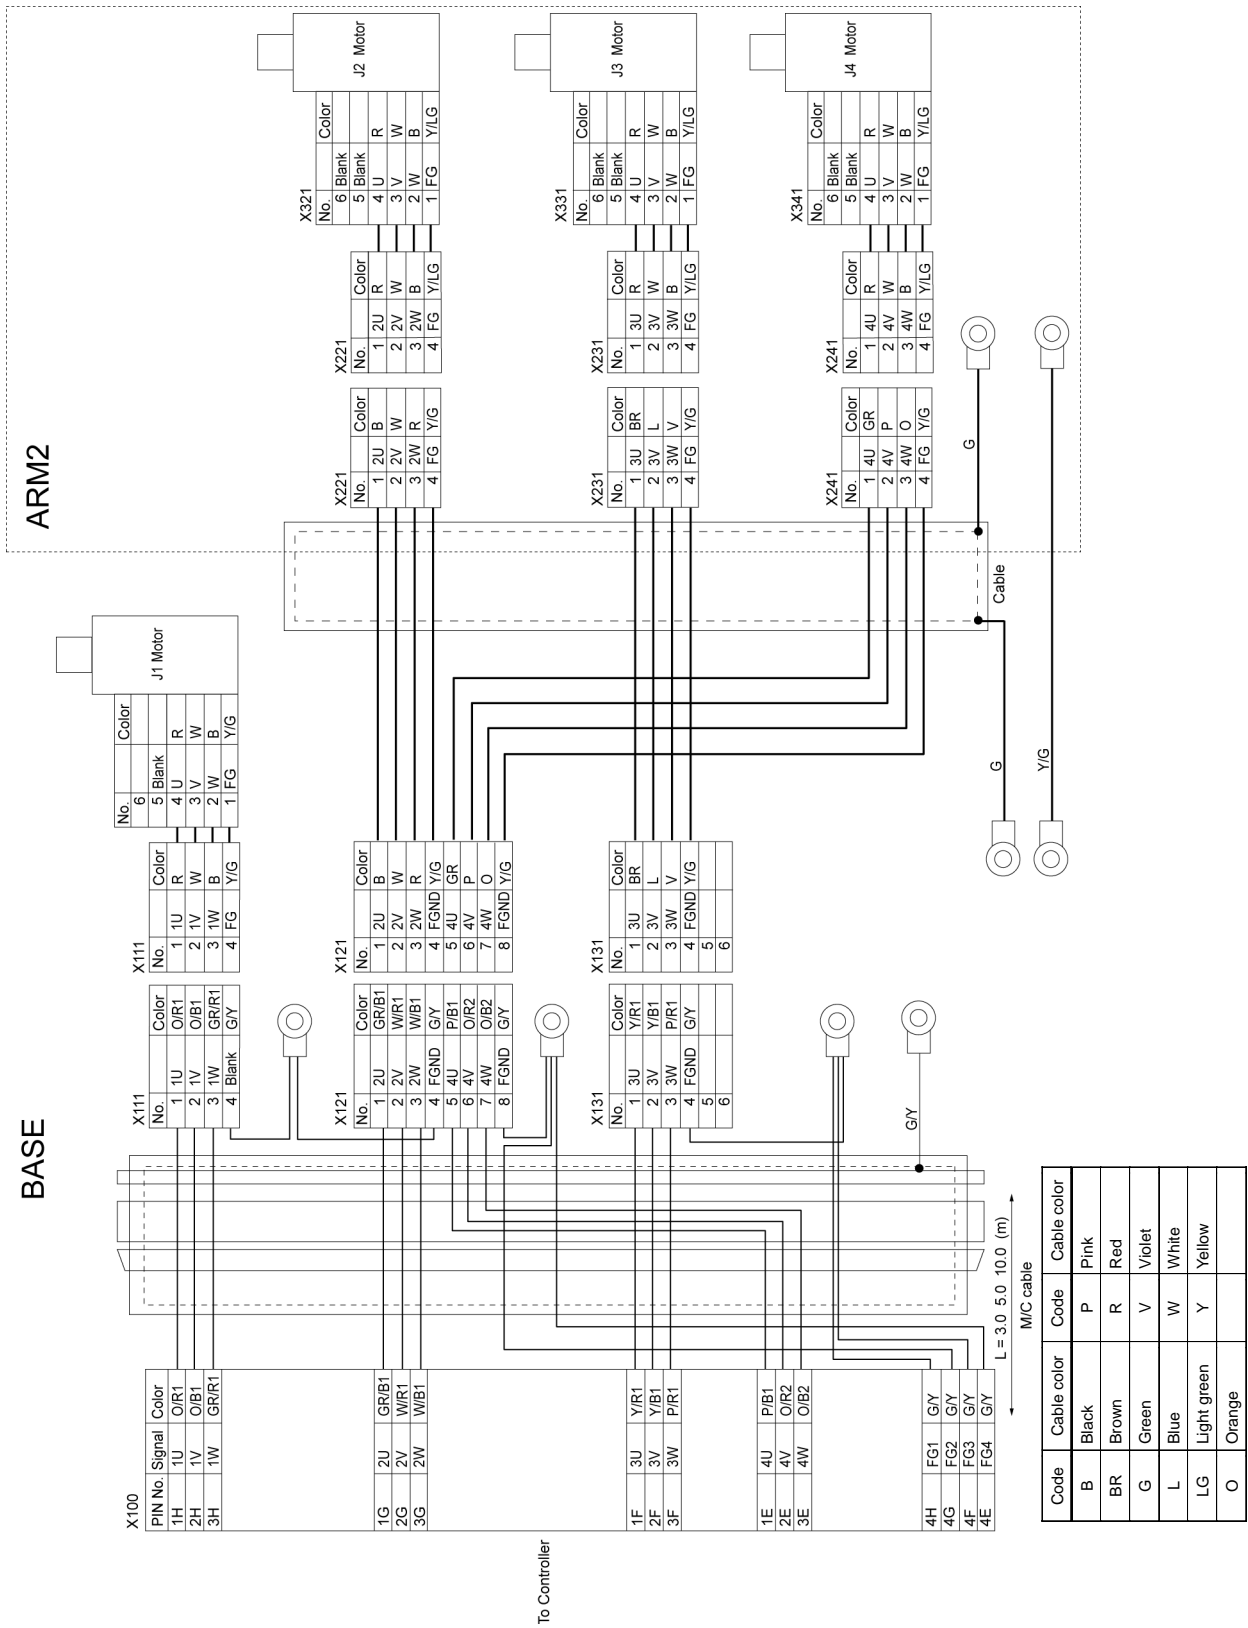 BASE
ARM2
To Controller
X100
PIN No. Signal Color
1H 1U O/R1
2H 1V O/B1
3H 1W GR/R1
1G 2U GR/B1
2G 2V W/R1
3G 2W W/B1
1F 3U Y/R1
2F 3V Y/B1
3F 3W P/R1
1E 4U P/B1
2E 4V O/R2
3E 4W O/B2
4H FG1 G/Y
4G FG2 G/Y
4F FG3 G/Y
4E FG4 G/Y
L = 3.0 5.0 10.0 (m)
M/C cable
G/Y
X111
No. Color
1 1U O/R1
2 1V O/B1
3 1W GR/R1
4 Blank G/Y
X121
No. Color
1 2U GR/B1
2 2V W/R1
3 2W W/B1
4 FGND G/Y
5 4U P/B1
6 4V O/R2
7 4W O/B2
8 FGND G/Y
X131
No. Color
1 3U Y/R1
2 3V Y/B1
3 3W P/R1
4 FGND G/Y
5
6
X111
No. Color
1 1U R
2 1V W
3 1W B
4 FG Y/G
X121
No. Color
1 2U B
2 2V W
3 2W R
4 FGND Y/G
5 4U GR
6 4V P
7 4W O
8 FGND Y/G
X131
No. Color
1 3U BR
2 3V L
3 3W V
4 FGND Y/G
5
6
No. Color
6
5 Blank
4 U R
3 V W
2 W B
1 FG Y/G
J1 Motor
Cable
G
Y/G
G
X221
No. Color
1 2U B
2 2V W
3 2W R
4 FG Y/G
X231
No. Color
1 3U BR
2 3V L
3 3W V
4 FG Y/G
X241
No. Color
1 4U GR
2 4V P
3 4W O
4 FG Y/G
X221
No. Color
1 2U R
2 2V W
3 2W B
4 FG Y/LG
X231
No. Color
1 3U R
2 3V W
3 3W B
4 FG Y/LG
X241
No. Color
1 4U R
2 4V W
3 4W B
4 FG Y/LG
X321
No. Color
6 Blank
5 Blank
4 U R
3 V W
2 W B
1 FG Y/LG
J2 Motor
X331
No. Color
6 Blank
5 Blank
4 U R
3 V W
2 W B
1 FG Y/LG
J3 Motor
X341
No. Color
6 Blank
5 Blank
4 U R
3 V W
2 W B
1 FG Y/LG
J4 Motor
Code Cable color Code Cable color
B Black P Pink
BR Brown R Red
G Green V Violet
L Blue W White
LG Light green Y Yellow
O Orange